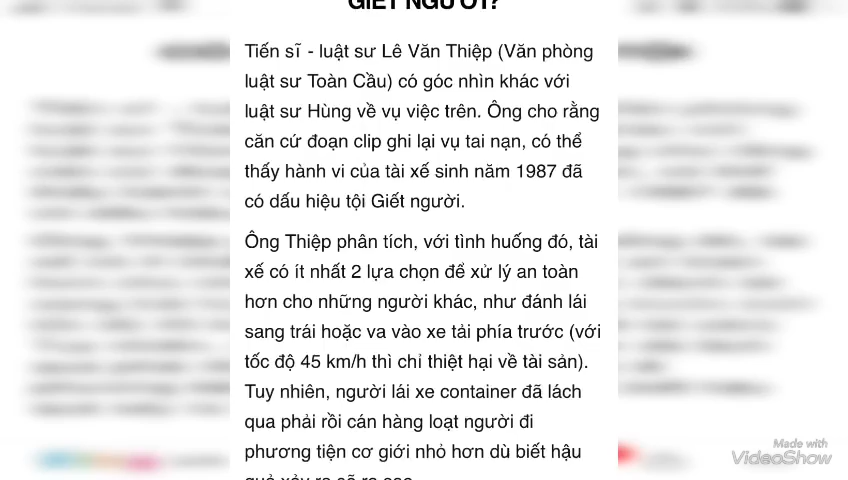 GIẾT NGƯỜI?
Tiến sĩ - luật sư Lê Văn Thiệp (Văn phòng
luật sư Toàn Cầu) có góc nhìn khác với
luật sư Hùng về vụ việc trên. Ông cho rằng
căn cứ đoạn clip ghi lại vụ tai nạn, có thể
thấy hành vi của tài xế sinh năm 1987 đã
có dấu hiệu tội Giết người.
Ông Thiệp phân tích, với tình huống đó, tài
xế có ít nhất 2 lựa chọn để xử lý an toàn
hơn cho những người khác, như đánh lái
sang trái hoặc va vào xe tải phía trước (với
tốc độ 45 km/h thì chỉ thiệt hại về tài sản).
Tuy nhiên, người lái xe container đã lách
qua phải rồi cán hàng loạt người đi
phương tiện cơ giới nhỏ hơn dù biết hậu
Made with
VideoShow